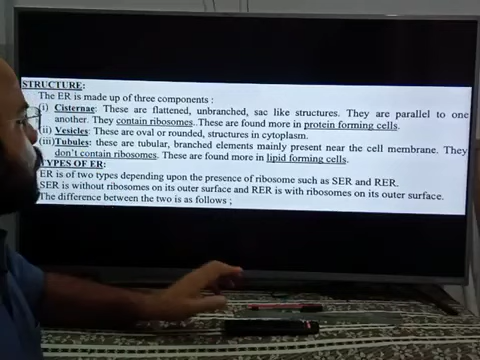 STRUCTURE:
The ER is made up of three components :
(i) Cisternae: These are flattened, unbranched, sac like structures. They are parallel to one
another. They contain ribosomes. These are found more in protein forming cells.
(ii) Vesicles: These are oval or rounded, structures in cytoplasm.
(iii)Tubules: these are tubular, branched elements mainly present near the cell membrane. They
don't contain ribosomes. These are found more in lipid forming cells.
TYPES OF ER:
ER is of two types depending upon the presence of ribosome such as SER and RER.
SER is without ribosomes on its outer surface and RER is with ribosomes on its outer surface.
The difference between the two is as follows ;